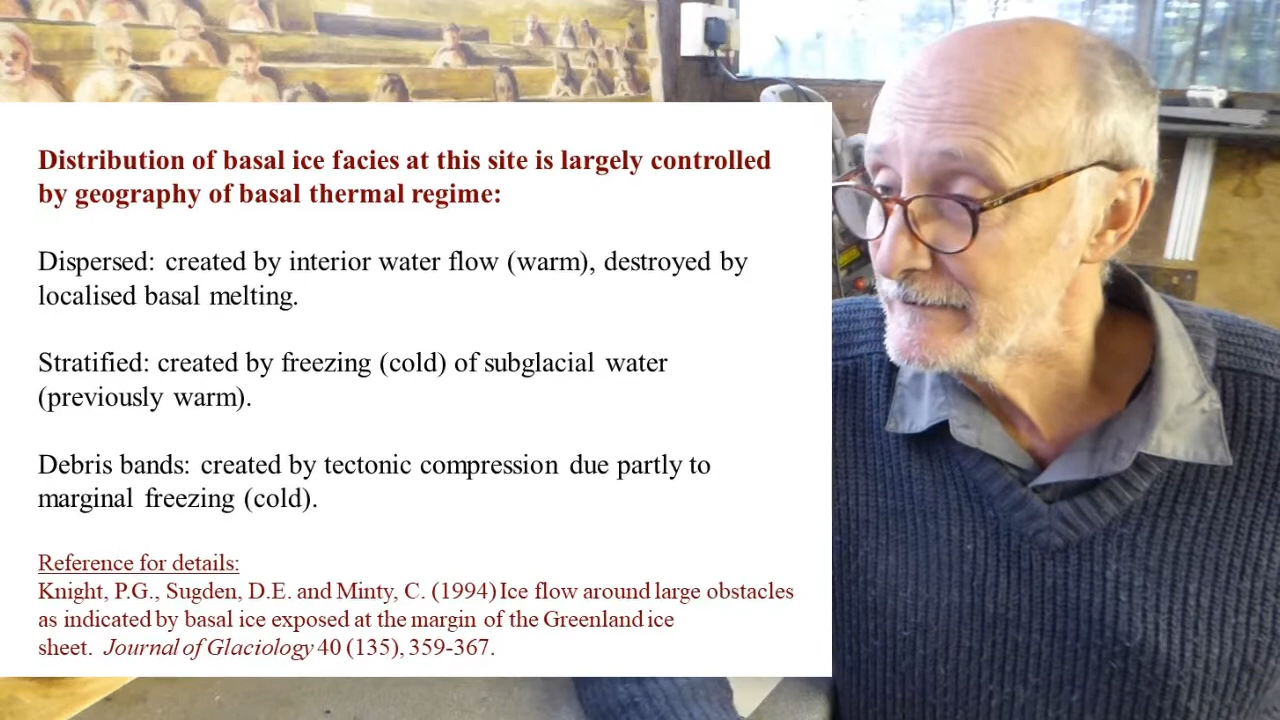 Distribution of basal ice facies at this site is largely controlled
by geography of basal thermal regime:
Dispersed: created by interior water flow (warm), destroyed by
localised basal melting.
Stratified: created by freezing (cold) of subglacial water
(previously warm).
Debris bands: created by tectonic compression due partly to
marginal freezing (cold).
Reference for details:
Knight, P.G., Sugden, D.E. and Minty, C. (1994) Ice flow around large obstacles
as indicated by basal ice exposed at the margin of the Greenland ice
sheet. Journal of Glaciology 40 (135), 359-367.